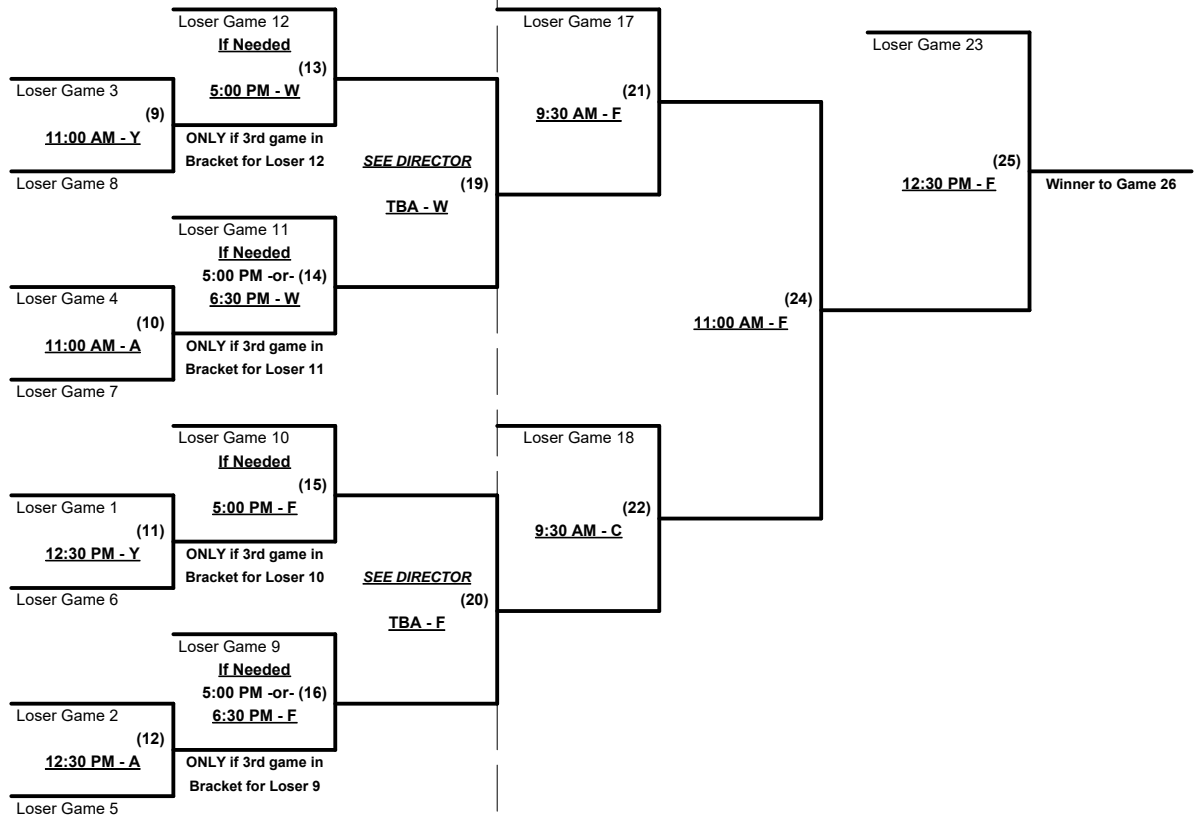 Loser Game 12
If Needed
(13)
5:00 PM - W
Loser Game 3
(9)
11:00 AM - Y
ONLY if 3rd game in
Bracket for Loser 12
Loser Game 8
Loser Game 11
If Needed
5:00 PM -or- (14)
6:30 PM - W
Loser Game 4
(10)
11:00 AM - A
ONLY if 3rd game in
Bracket for Loser 11
Loser Game 7
SEE DIRECTOR
(19)
TBA - W
Loser Game 17
(21)
9:30 AM - F
Loser Game 10
If Needed
(15)
5:00 PM - F
Loser Game 1
(11)
12:30 PM - Y
ONLY if 3rd game in
Bracket for Loser 10
Loser Game 6
Loser Game 9
If Needed
5:00 PM -or- (16)
6:30 PM - F
Loser Game 2
(12)
12:30 PM - A
ONLY if 3rd game in
Bracket for Loser 9
Loser Game 5
SEE DIRECTOR
(20)
TBA - F
Loser Game 18
(22)
9:30 AM - C
(24)
11:00 AM - F
Loser Game 23
(25)
12:30 PM - F
Winner to Game 26